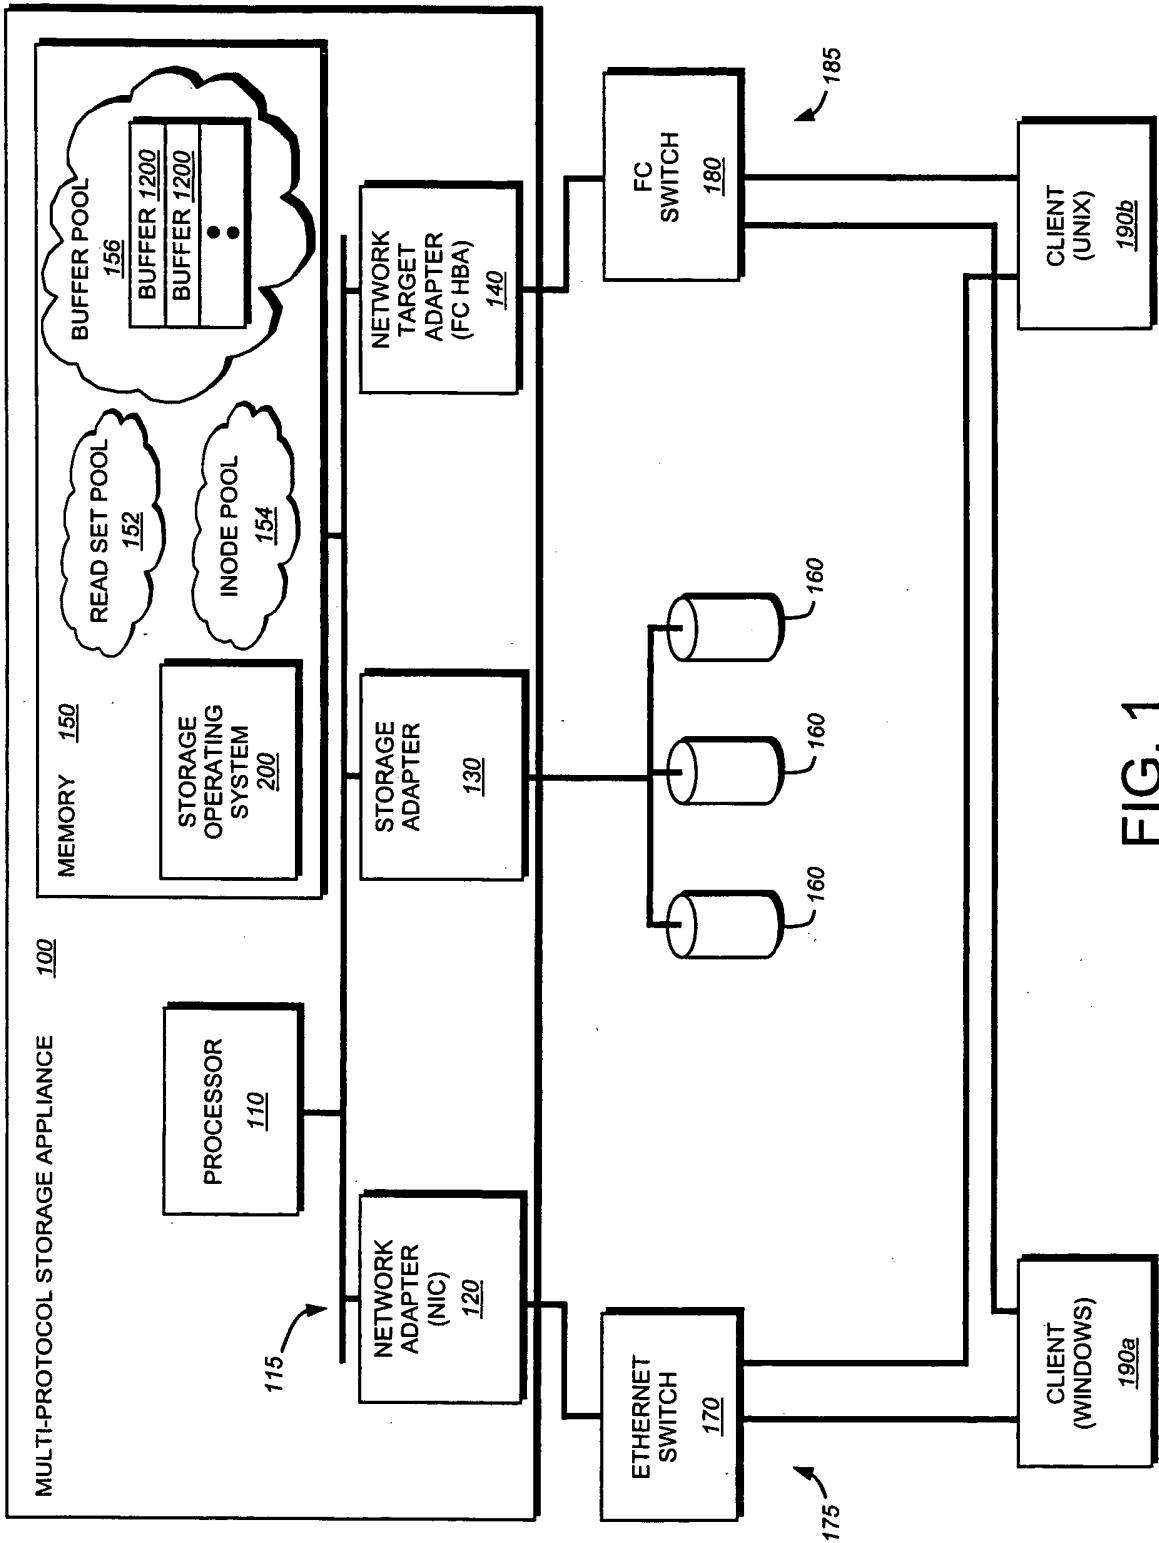 MULTI-PROTOCOL STORAGE APPLIANCE 100
MEMORY 150
PROCESSOR
110
STORAGE
OPERATING
SYSTEM
200
READ SET POOL
152
INODE POOL
154
BUFFER POOL
156
BUFFER 1200
BUFFER 1200
115
NETWORK
ADAPTER
(NIC)
120
STORAGE
ADAPTER
130
NETWORK
TARGET
ADAPTER
(FC HBA)
140
ETHERNET
SWITCH
170
160
160
160
FC
SWITCH
180
175
185
CLIENT
(WINDOWS)
190a
CLIENT
(UNIX)
190b
FIG. 1